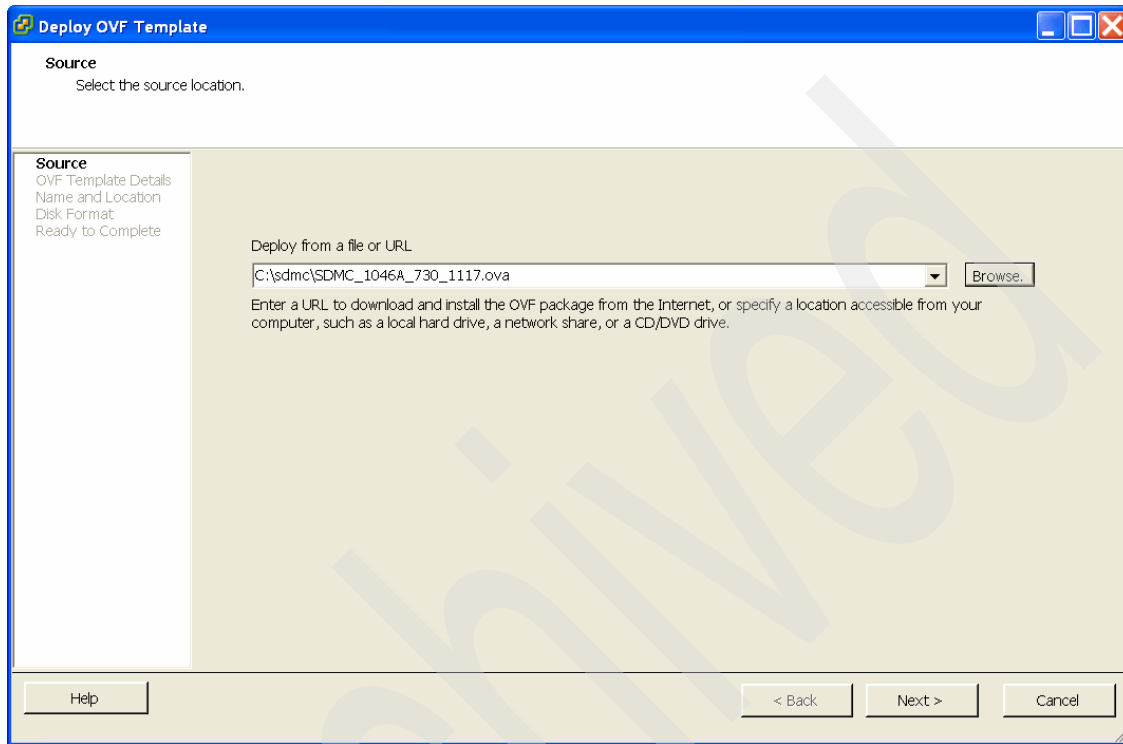 Deploy OVF Template
Source
Select the source location.
Source
OVF Template Details
Name and Location
Disk Format
Ready to Complete
Deploy from a file or URL
C:\sdmc\SDMC_1046A_730_1117.ova
Browse.
Enter a URL to download and install the OVF package from the Internet, or specify a location accessible from your
computer, such as a local hard drive, a network share, or a CD/DVD drive.
Help
< Back
Next >
Cancel